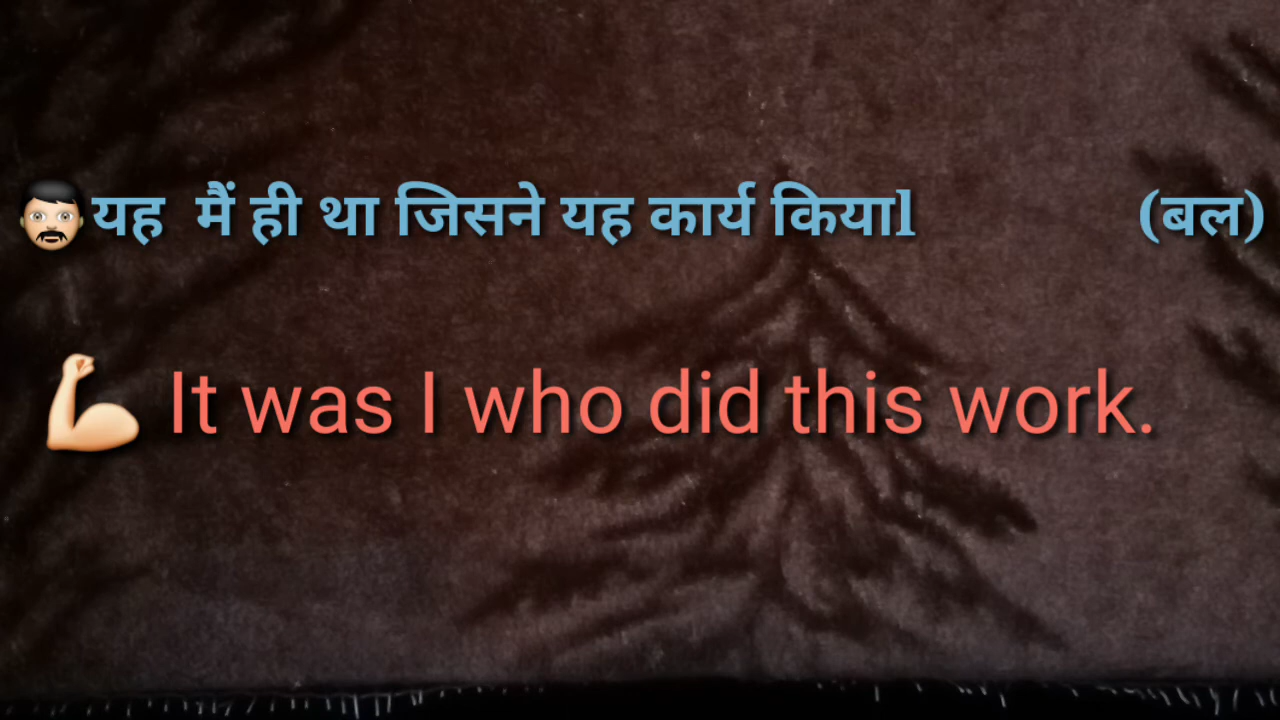 यह मैं ही था जिसने यह कार्य कियाl (बल)
It was I who did this work.